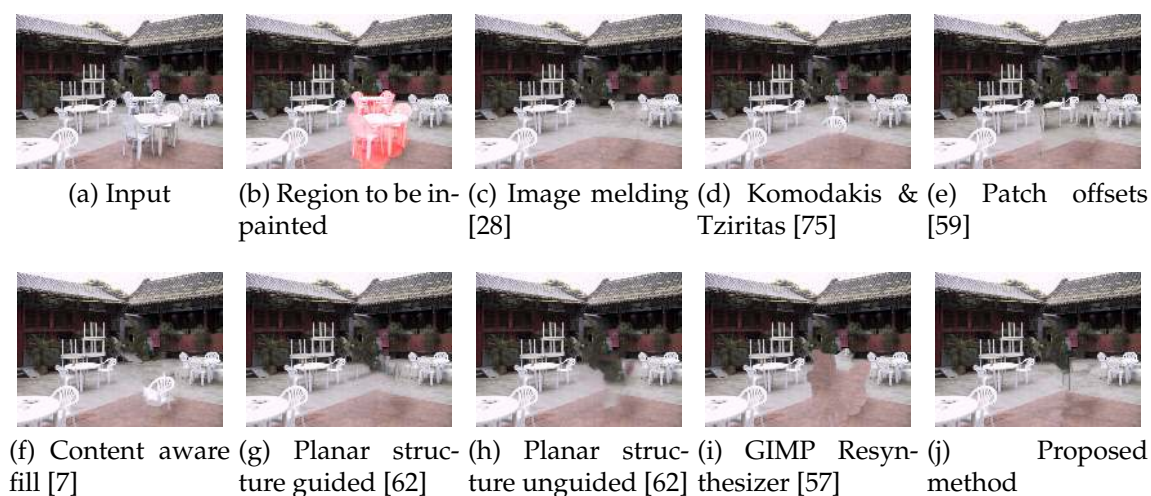 (a) Input
(b) Region to be in-
painted
(c) Image melding
[28]
(d) Komodakis &
Tziritas [75]
(e) Patch offsets
[59]
(f) Content aware
fill [7]
(g) Planar struc-
ture guided [62]
(h) Planar struc-
ture unguided [62]
(i) GIMP Resyn-
thesizer [57]
(j) Proposed
method